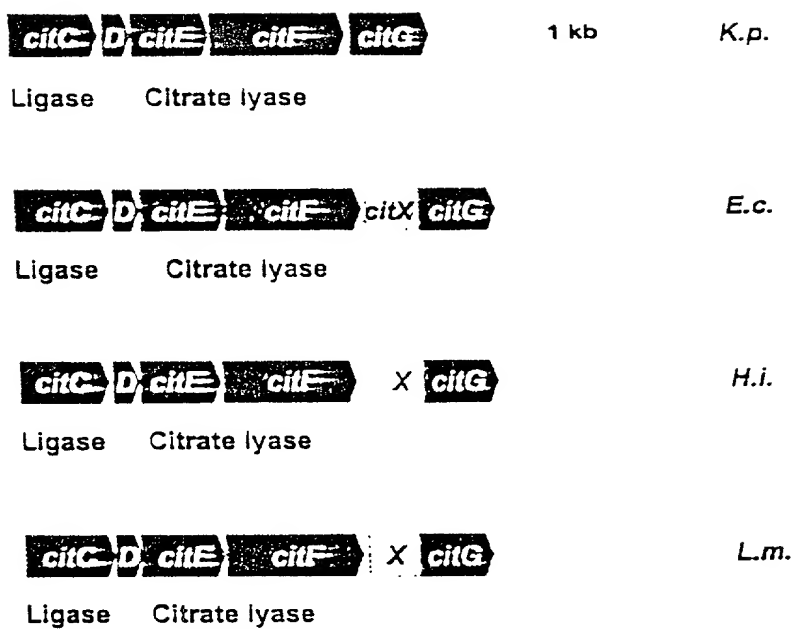 citC D citE citF citG 1 kb K.p.
Ligase Citrate lyase
citC D citE citF citX citG E.c.
Ligase Citrate lyase
citC D citE citF X citG H.i.
Ligase Citrate lyase
citC D citE citF X citG L.m.
Ligase Citrate lyase